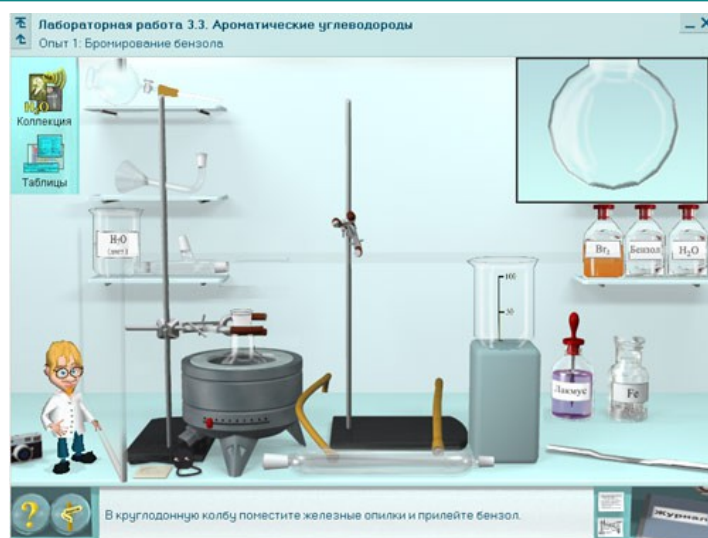 Лабораторная работа 3.3. Ароматические углеводороды
Опыт 1: Бромирование бензола
H₂O
Коллекция
Таблицы
H₂O
Br₂
Бензол
H₂O
100
50
Лакмус
Fe
?
В круглодонную колбу поместите железные опилки и прилейте бензол.
Журнал